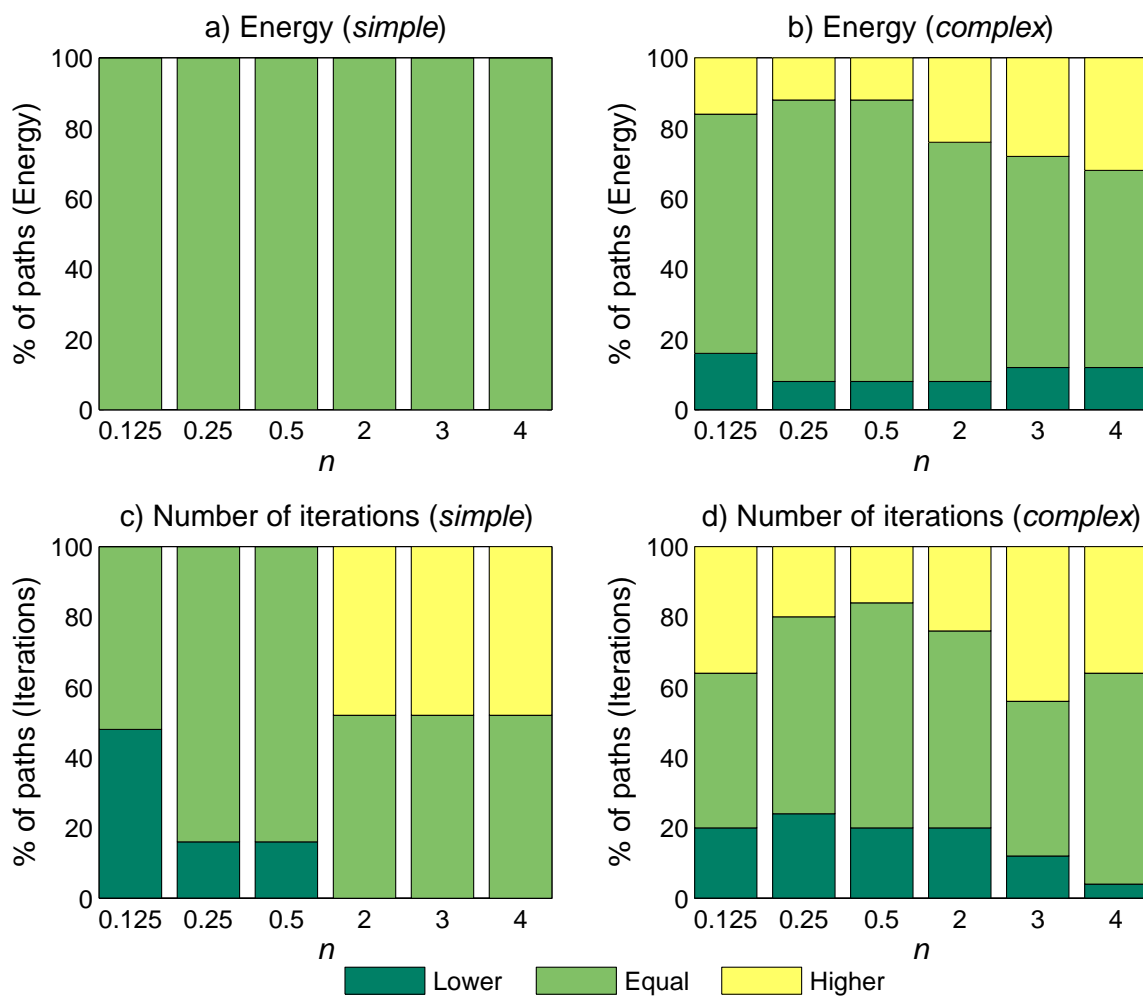 a) Energy (simple)
% of paths (Energy)
100
80
60
40
20
0
0.125 0.25 0.5 2 3 4
n
b) Energy (complex)
% of paths (Energy)
100
80
60
40
20
0
0.125 0.25 0.5 2 3 4
n
c) Number of iterations (simple)
% of paths (Iterations)
100
80
60
40
20
0
0.125 0.25 0.5 2 3 4
n
d) Number of iterations (complex)
% of paths (Iterations)
100
80
60
40
20
0
0.125 0.25 0.5 2 3 4
n
Lower Equal Higher